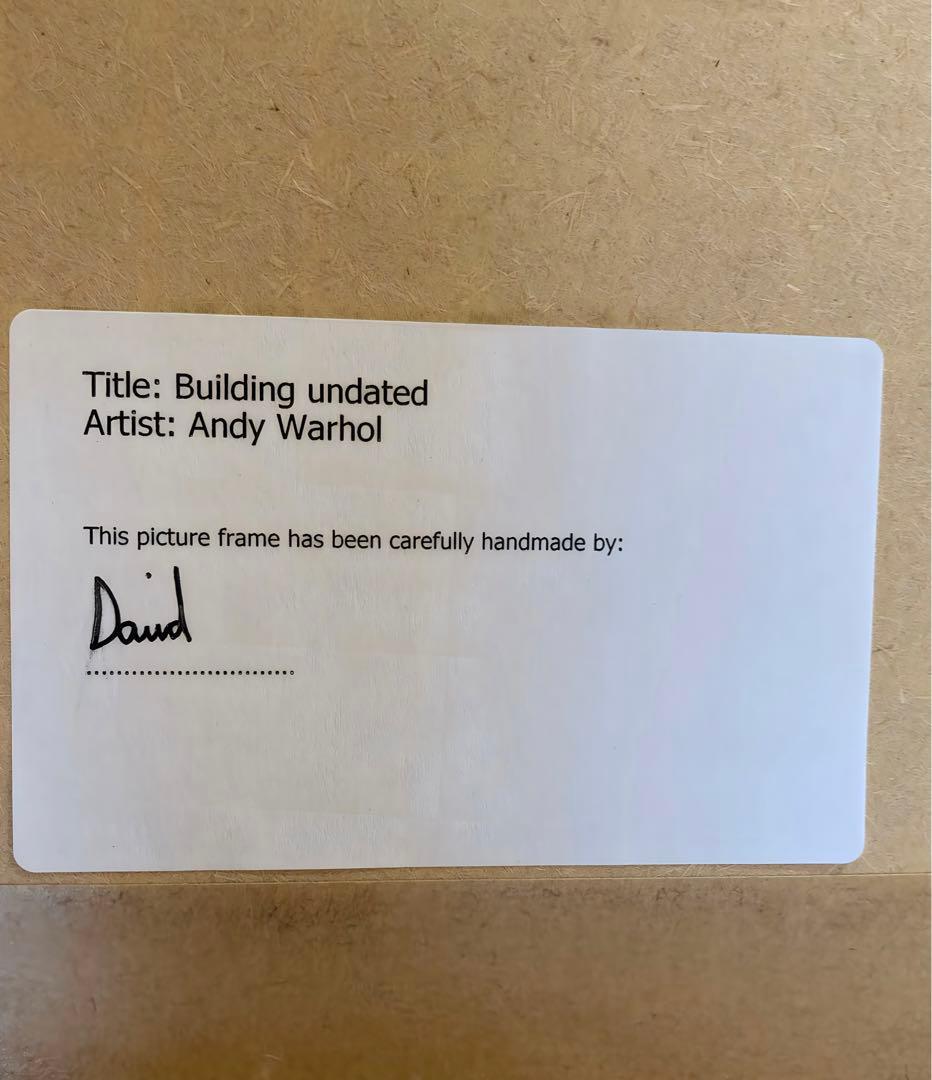 Title: Building undated
Artist: Andy Warhol
This picture frame has been carefully handmade by:
David